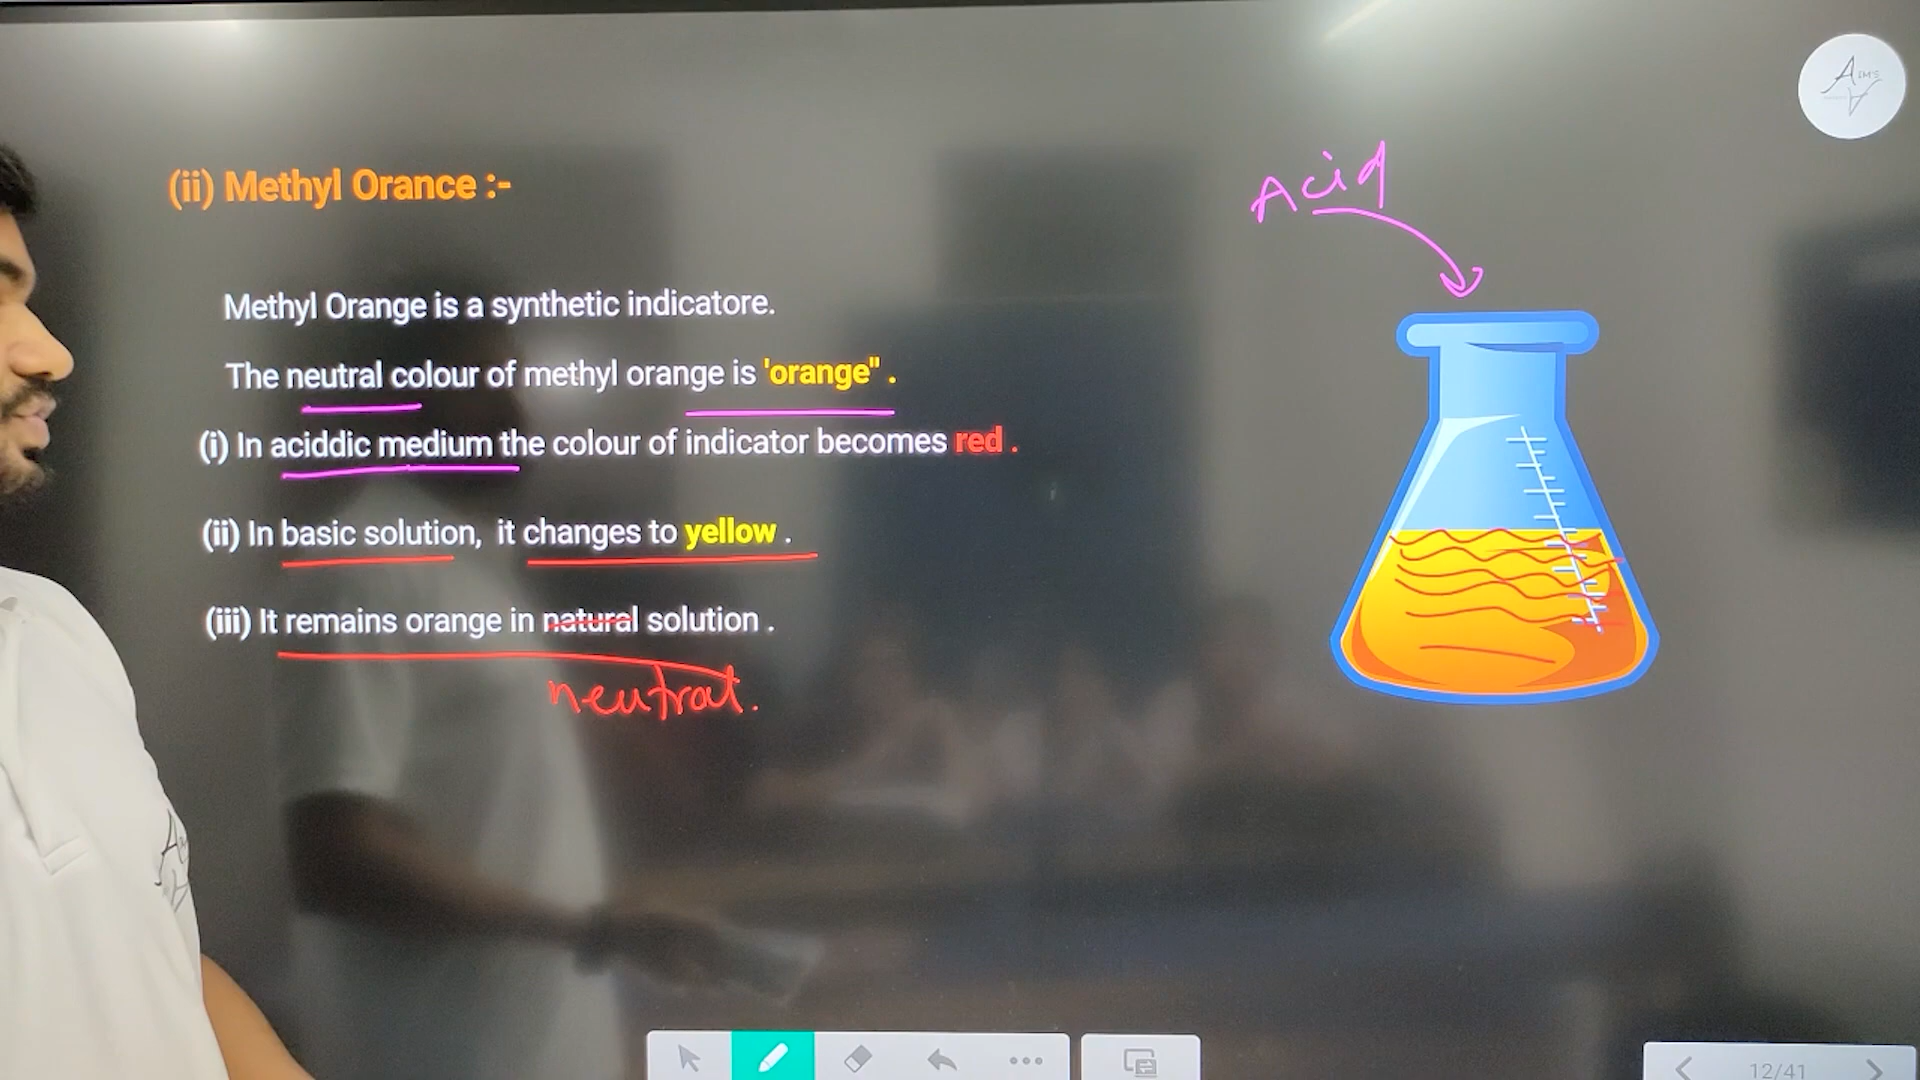 AIM'S
Acid
(ii) Methyl Orance :-
Methyl Orange is a synthetic indicatore.
The neutral colour of methyl orange is 'orange" .
(i) In aciddic medium the colour of indicator becomes red .
(ii) In basic solution, it changes to yellow .
(iii) It remains orange in natural solution .
neutral.
12/41